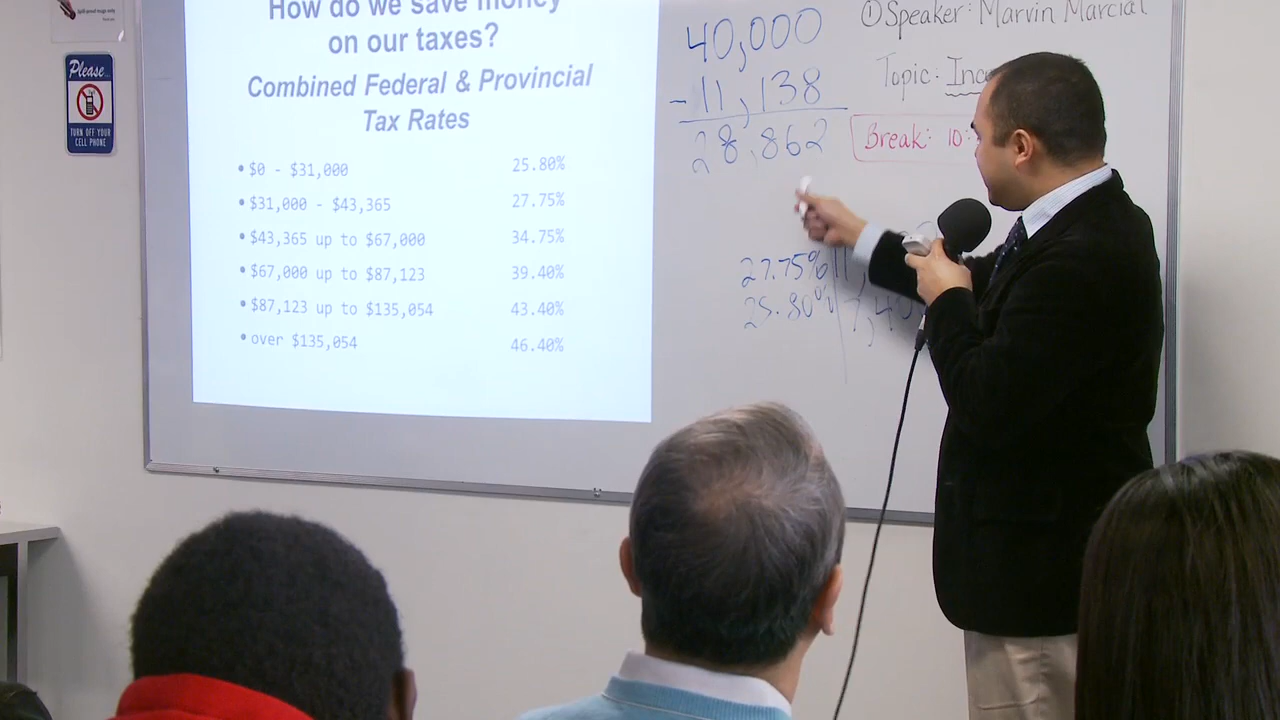 How do we save money
on our taxes?
Combined Federal & Provincial
Tax Rates
• $0 - $31,000 25.80%
• $31,000 - $43,365 27.75%
• $43,365 up to $67,000 34.75%
• $67,000 up to $87,123 39.40%
• $87,123 up to $135,054 43.40%
• over $135,054 46.40%
Please...
TURN OFF YOUR
CELL PHONE
40,000
- 11,138
28,862
27.75%
25.80%
① Speaker: Marvin Marcial
Topic:
Break: 10: